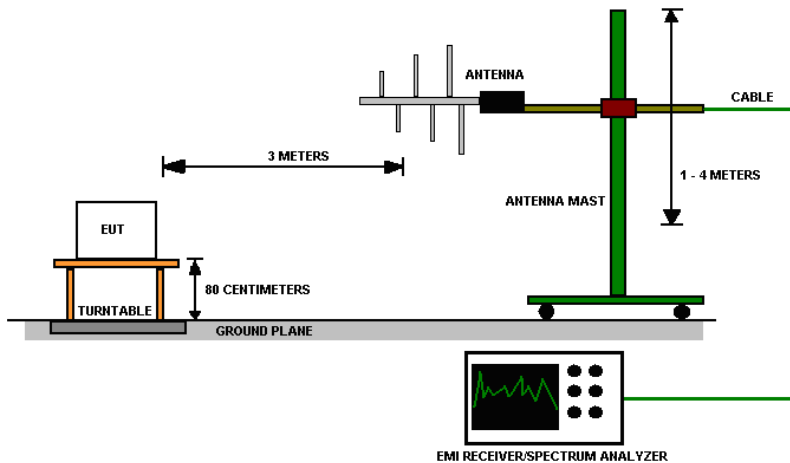 ANTENNA
CABLE
3 METERS
1 - 4 METERS
ANTENNA MAST
EUT
80 CENTIMETERS
TURNTABLE
GROUND PLANE
EMI RECEIVER/SPECTRUM ANALYZER